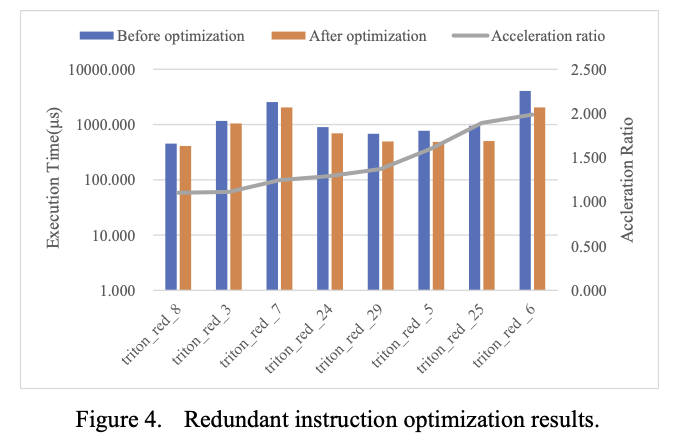 Before optimization After optimization Acceleration ratio
10000.000 2.500
2.000
1000.000
1.500
100.000
1.000
10.000
0.500
1.000 0.000
Execution Time(μs)
Accleration Ratio
triton_red_8 triton_red_3 triton_red_7 triton_red_24 triton_red_29 triton_red_5 triton_red_25 triton_red_6
Figure 4. Redundant instruction optimization results.